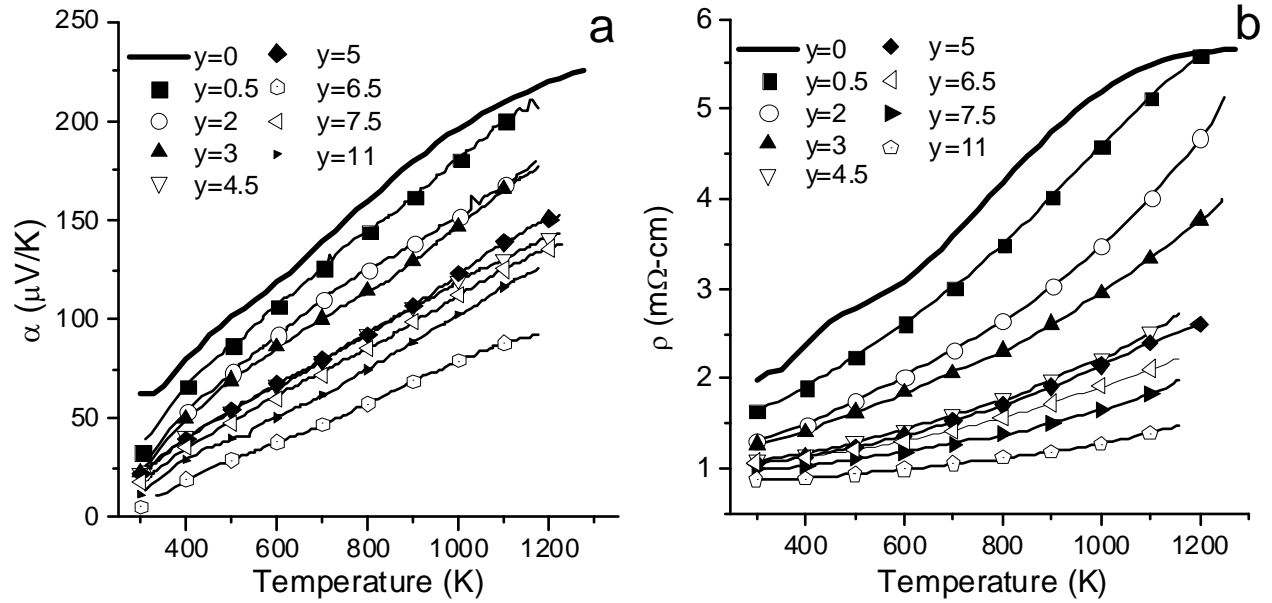 a
250
200
150
100
50
0
α (µV/K)
y=0
y=0.5
y=2
y=3
y=4.5
y=5
y=6.5
y=7.5
y=11
400 600 800 1000 1200
Temperature (K)
b
6
5
4
3
2
1
ρ (mΩ-cm)
y=0
y=0.5
y=2
y=3
y=4.5
y=5
y=6.5
y=7.5
y=11
400 600 800 1000 1200
Temperature (K)